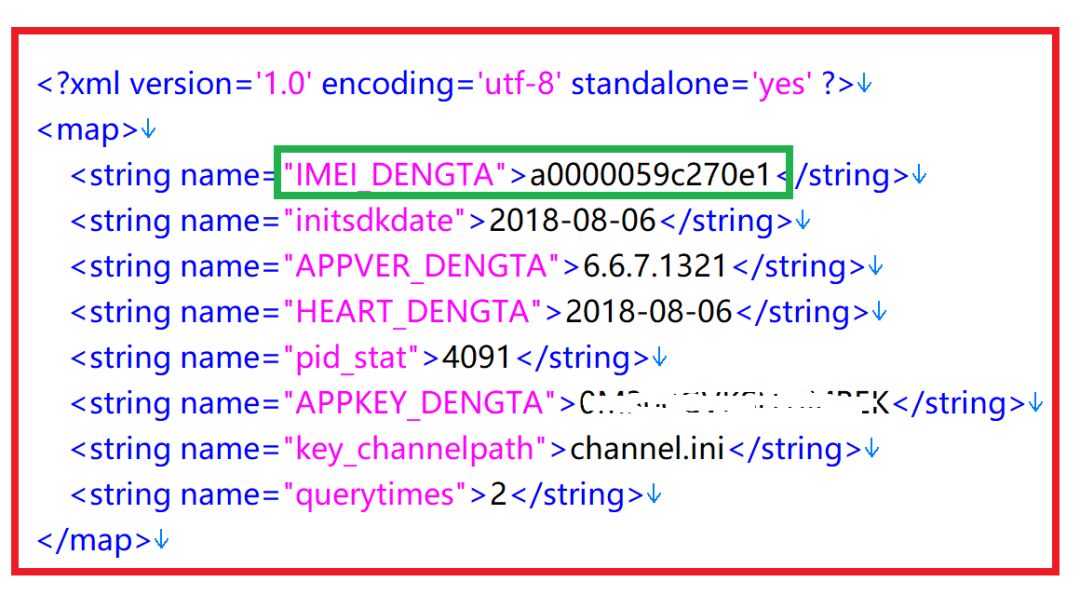 <?xml version='1.0' encoding='utf-8' standalone='yes' ?>↓
<map>↓
<string name="IMEI_DENGTA">a0000059c270e1</string>↓
<string name="initsdkdate">2018-08-06</string>↓
<string name="APPVER_DENGTA">6.6.7.1321</string>↓
<string name="HEART_DENGTA">2018-08-06</string>↓
<string name="pid_stat">4091</string>↓
<string name="APPKEY_DENGTA"></string>↓
<string name="key_channelpath">channel.ini</string>↓
<string name="querytimes">2</string>↓
</map>↓